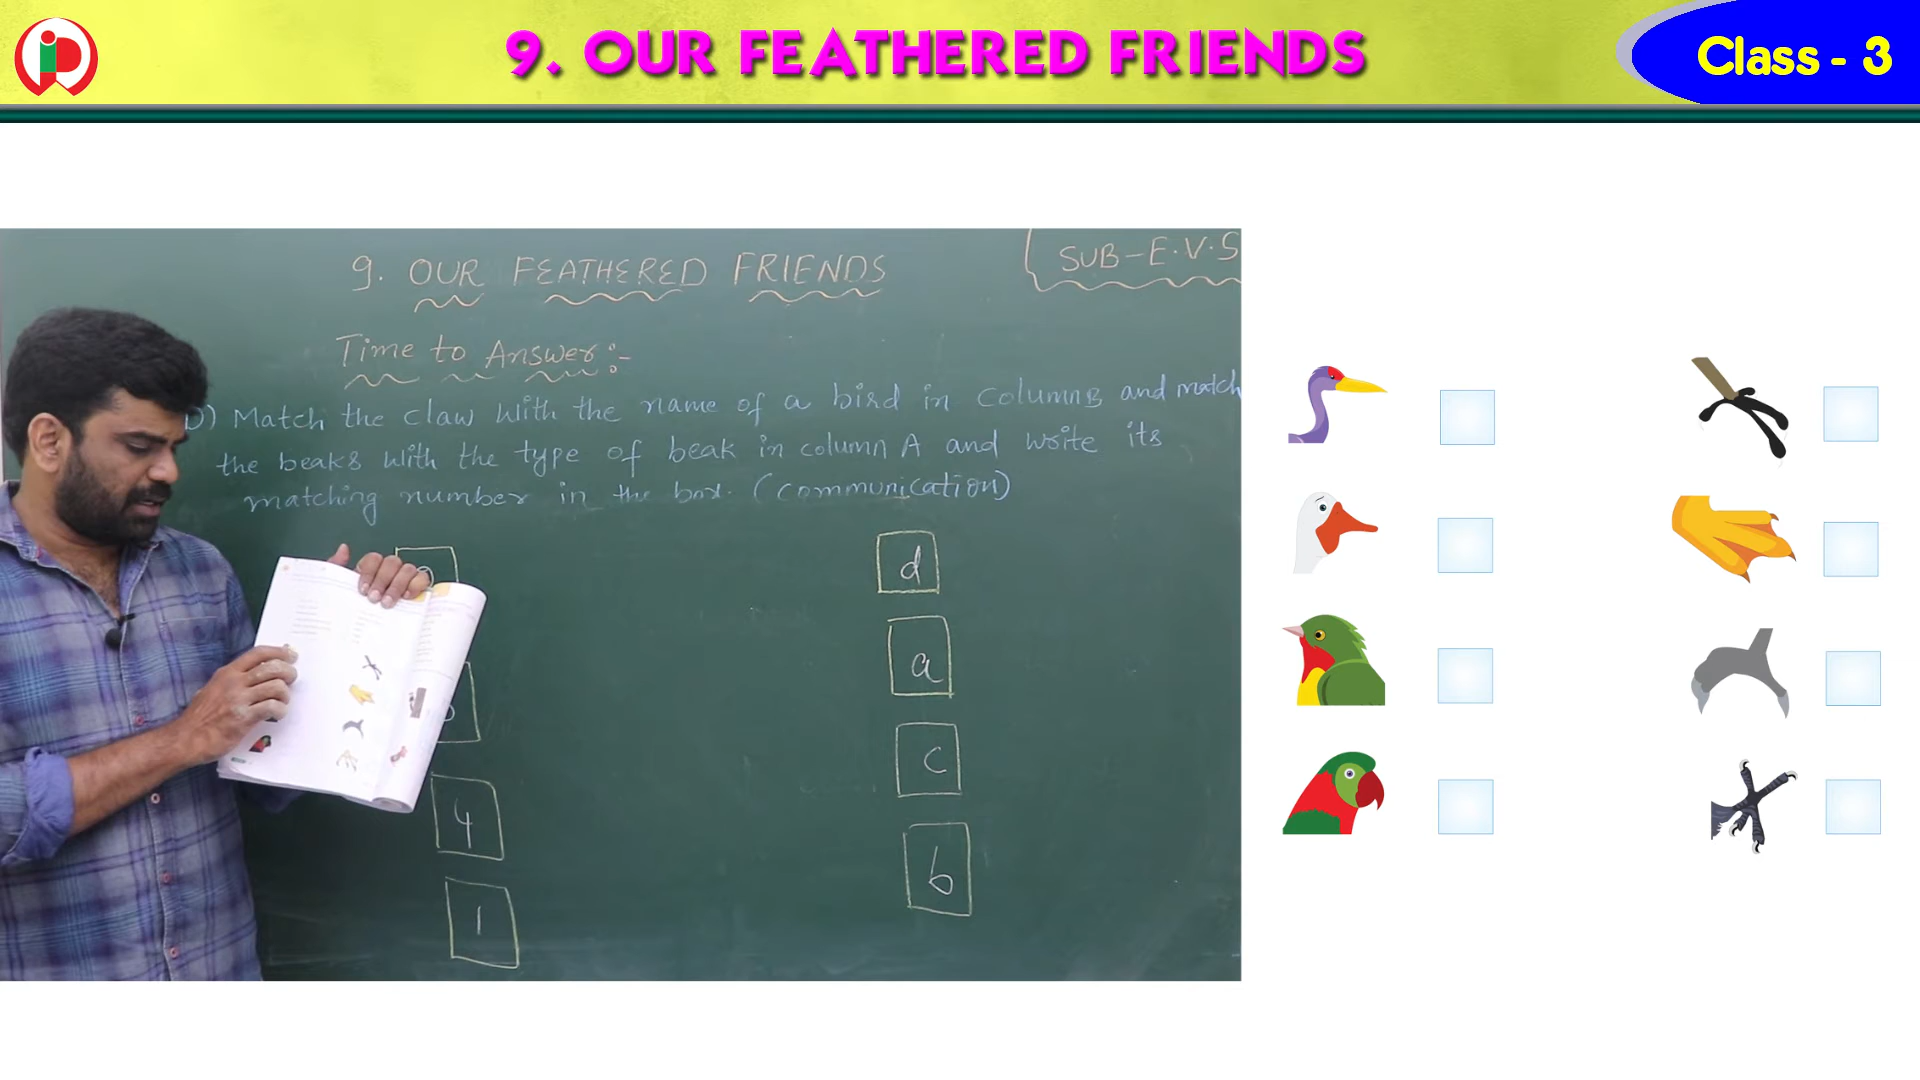 9. OUR FEATHERED FRIENDS
Class - 3
9. OUR FEATHERED FRIENDS
SUB-E.V.S
Time to Answer:-
D) Match the claw with the name of a bird in columnB and match
the beaks with the type of beak in column A and write its
matching number in the box. (communication)
d
a
c
4
b
1